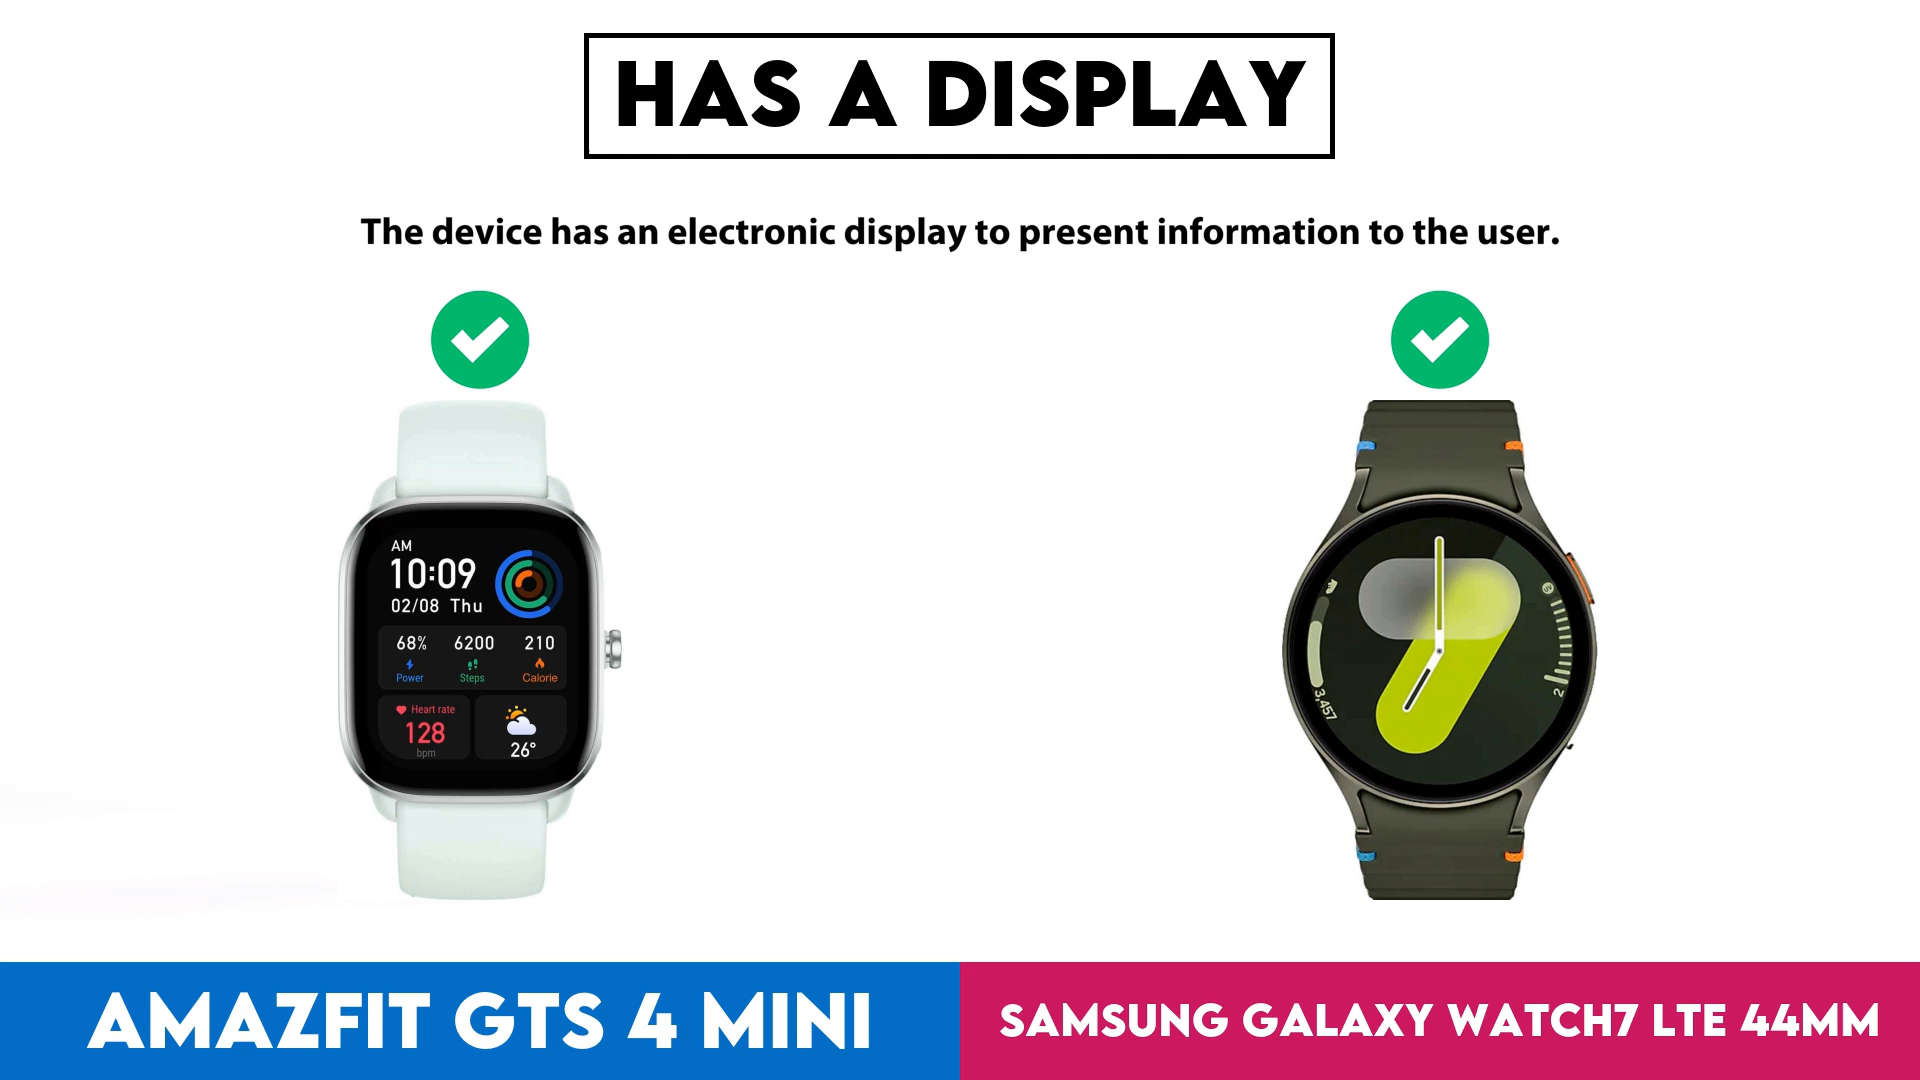 HAS A DISPLAY
The device has an electronic display to present information to the user.
AM
10:09
02/08 Thu
68% 6200 210
Power Steps Calorie
Heart rate
128
bpm
26°
3,457
UV
2
AMAZFIT GTS 4 MINI
SAMSUNG GALAXY WATCH7 LTE 44MM